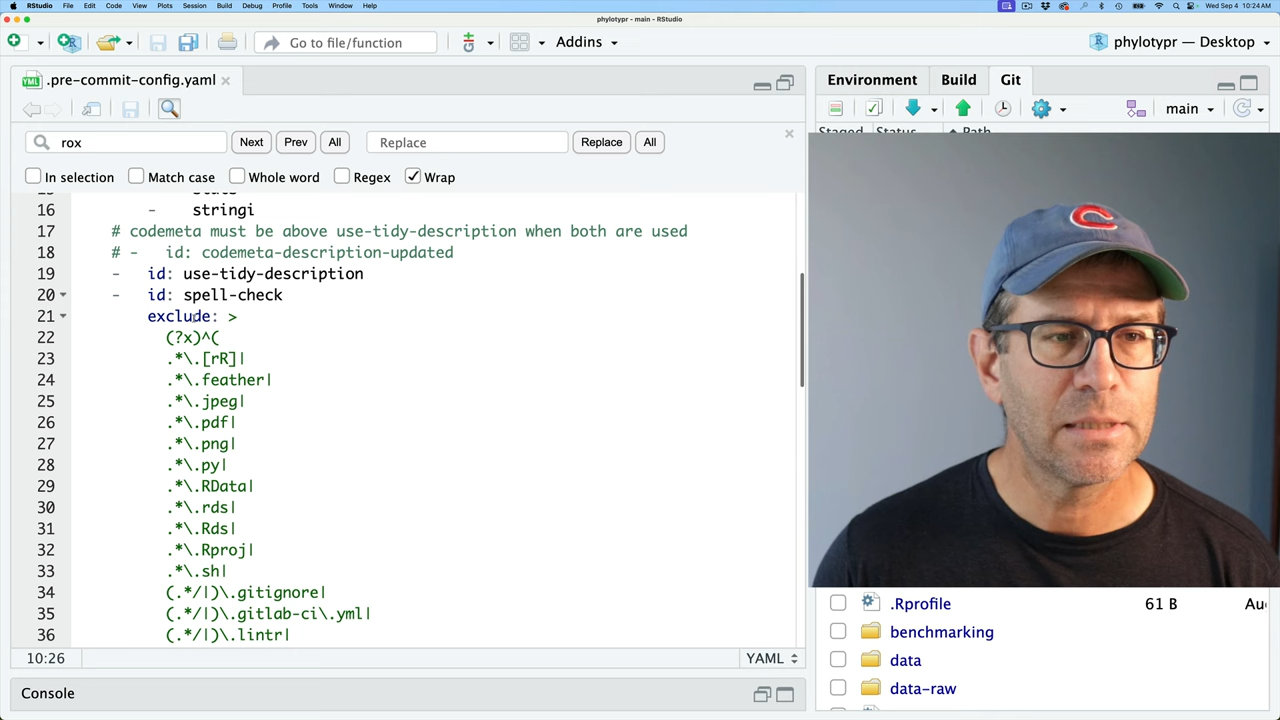 RStudio File Edit Code View Plots Session Build Debug Profile Tools Window Help Wed Sep 4 10:24 AM
phylotypr - main - RStudio
Go to file/function Addins phylotypr — Desktop
.pre-commit-config.yaml
Environment Build Git
main
Staged Status Path
rox Next Prev All Replace Replace All
In selection Match case Whole word Regex Wrap
16 - stringi
17 # codemeta must be above use-tidy-description when both are used
18 # - id: codemeta-description-updated
19 - id: use-tidy-description
20 - id: spell-check
21 exclude: >
22 (?x)^(
23 .*\.[rR]|
24 .*\.feather|
25 .*\.jpeg|
26 .*\.pdf|
27 .*\.png|
28 .*\.py|
29 .*\.RData|
30 .*\.rds|
31 .*\.Rds|
32 .*\.Rproj|
33 .*\.sh|
34 (.*/|)\.gitignore|
35 (.*/|)\.gitlab-ci\.yml|
36 (.*/|)\.lintr|
10:26 YAML
Console
C
.Rprofile 61 B Au
benchmarking
data
data-raw